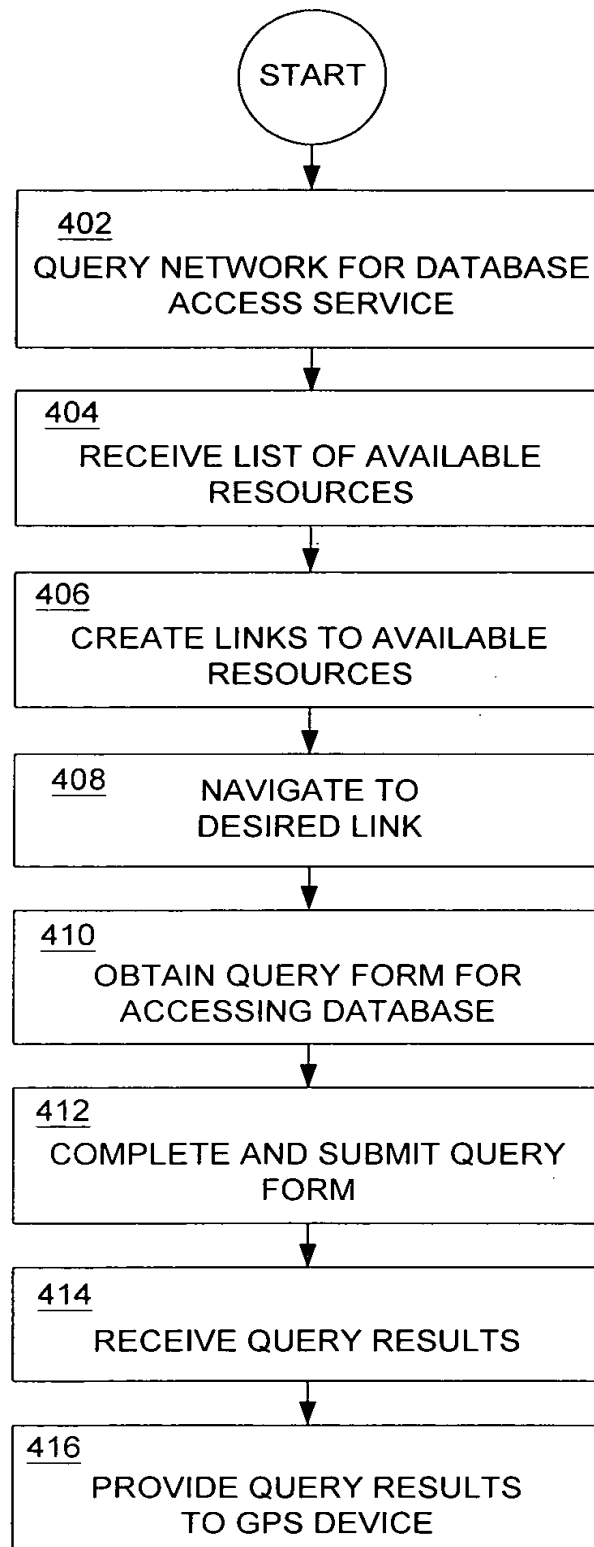 START
402
QUERY NETWORK FOR DATABASE
ACCESS SERVICE
404
RECEIVE LIST OF AVAILABLE
RESOURCES
406
CREATE LINKS TO AVAILABLE
RESOURCES
408
NAVIGATE TO
DESIRED LINK
410
OBTAIN QUERY FORM FOR
ACCESSING DATABASE
412
COMPLETE AND SUBMIT QUERY
FORM
414
RECEIVE QUERY RESULTS
416
PROVIDE QUERY RESULTS
TO GPS DEVICE